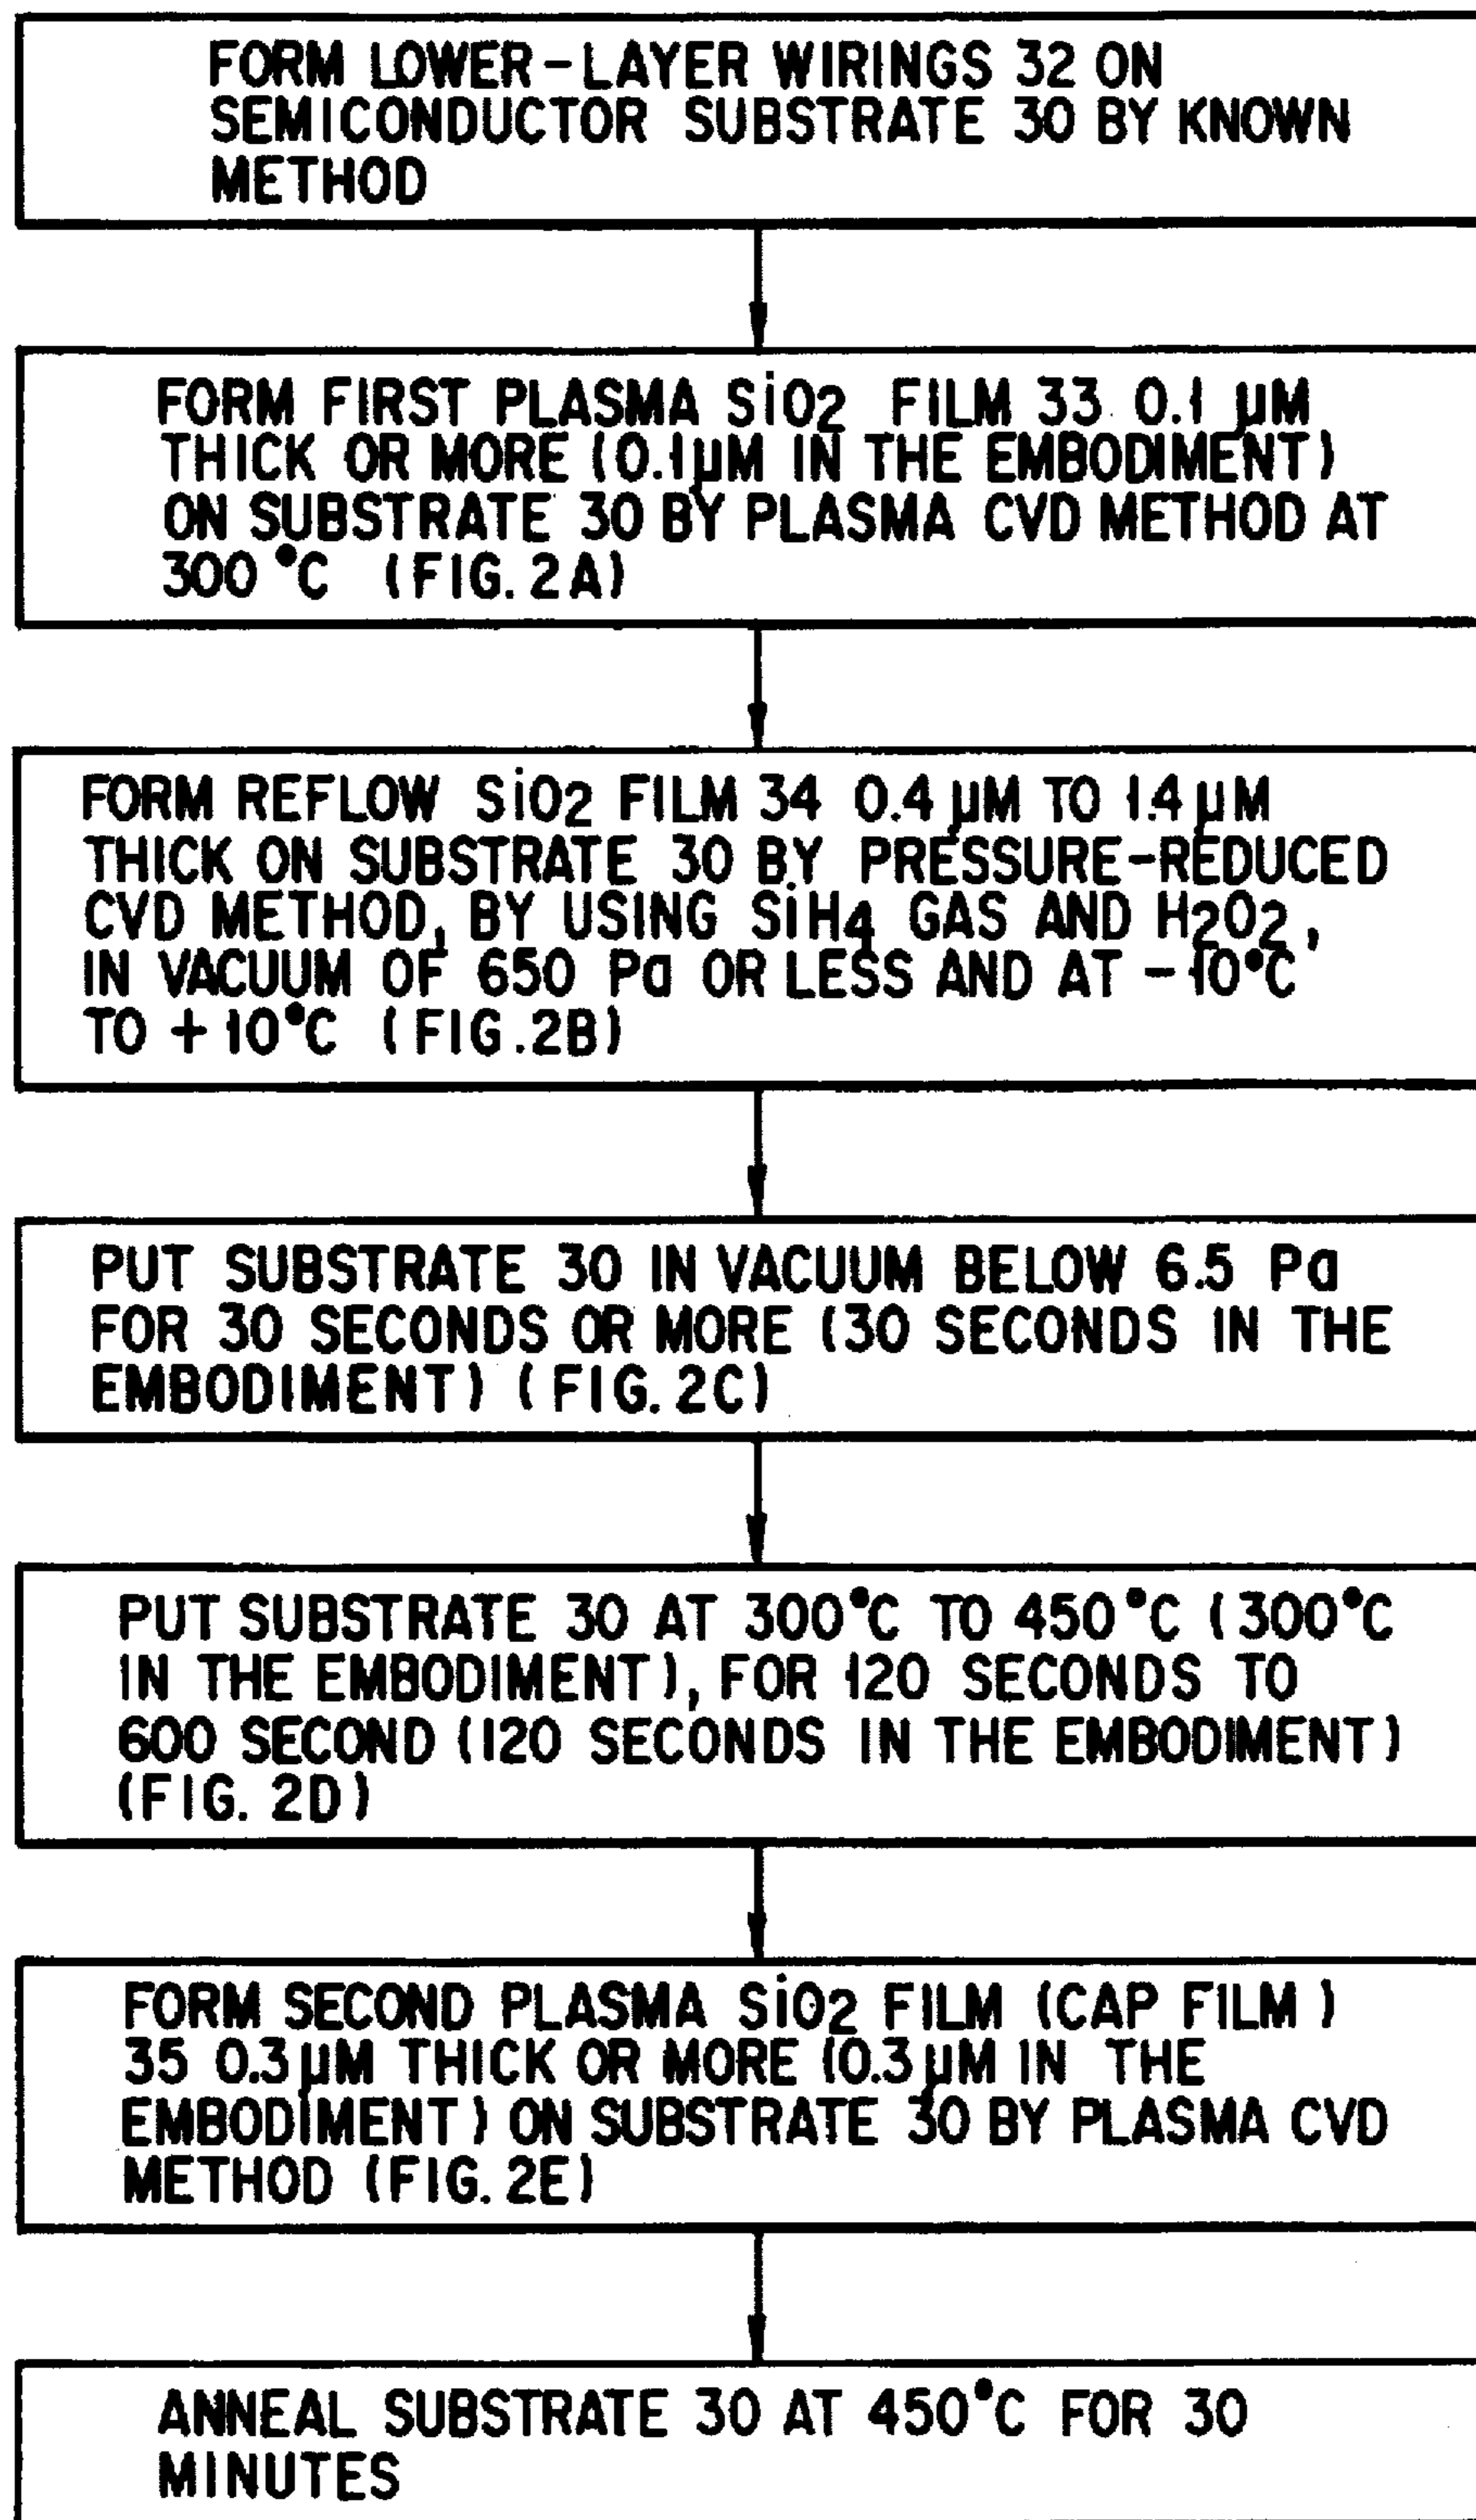 FORM LOWER-LAYER WIRINGS 32 ON
SEMICONDUCTOR SUBSTRATE 30 BY KNOWN
METHOD
FORM FIRST PLASMA SiO2 FILM 33 0.1 µM
THICK OR MORE (0.1µM IN THE EMBODIMENT)
ON SUBSTRATE 30 BY PLASMA CVD METHOD AT
300°C (FIG. 2A)
FORM REFLOW SiO2 FILM 34 0.4 µM TO 1.4 µM
THICK ON SUBSTRATE 30 BY PRESSURE-REDUCED
CVD METHOD, BY USING SiH4 GAS AND H2O2,
IN VACUUM OF 650 Pa OR LESS AND AT -10°C
TO +10°C (FIG.2B)
PUT SUBSTRATE 30 IN VACUUM BELOW 6.5 Pa
FOR 30 SECONDS OR MORE (30 SECONDS IN THE
EMBODIMENT) (FIG. 2C)
PUT SUBSTRATE 30 AT 300°C TO 450°C (300°C
IN THE EMBODIMENT), FOR 120 SECONDS TO
600 SECOND (120 SECONDS IN THE EMBODIMENT)
(FIG. 2D)
FORM SECOND PLASMA SiO2 FILM (CAP FILM)
35 0.3µM THICK OR MORE (0.3µM IN THE
EMBODIMENT) ON SUBSTRATE 30 BY PLASMA CVD
METHOD (FIG. 2E)
ANNEAL SUBSTRATE 30 AT 450°C FOR 30
MINUTES